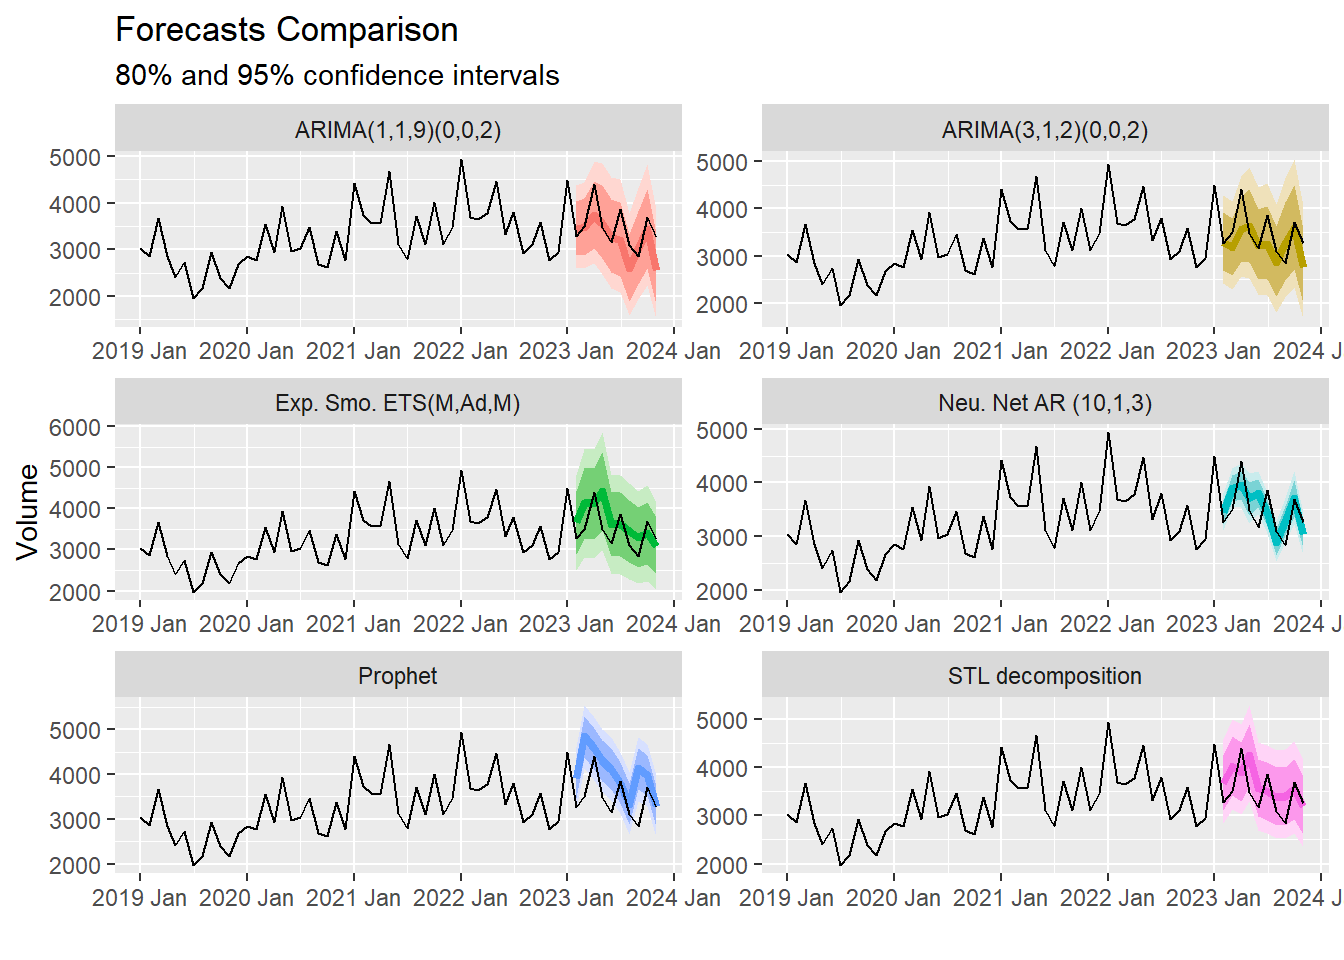 Forecasts Comparison
80% and 95% confidence intervals
ARIMA(1,1,9)(0,0,2)
5000
4000
3000
2000
2019 Jan 2020 Jan 2021 Jan 2022 Jan 2023 Jan 2024 Jan
ARIMA(3,1,2)(0,0,2)
5000
4000
3000
2000
2019 Jan 2020 Jan 2021 Jan 2022 Jan 2023 Jan 2024 J
Volume
Exp. Smo. ETS(M,Ad,M)
6000
5000
4000
3000
2000
2019 Jan 2020 Jan 2021 Jan 2022 Jan 2023 Jan 2024 Jan
Neu. Net AR (10,1,3)
5000
4000
3000
2000
2019 Jan 2020 Jan 2021 Jan 2022 Jan 2023 Jan 2024 J
Prophet
5000
4000
3000
2000
2019 Jan 2020 Jan 2021 Jan 2022 Jan 2023 Jan 2024 Jan
STL decomposition
5000
4000
3000
2000
2019 Jan 2020 Jan 2021 Jan 2022 Jan 2023 Jan 2024 J